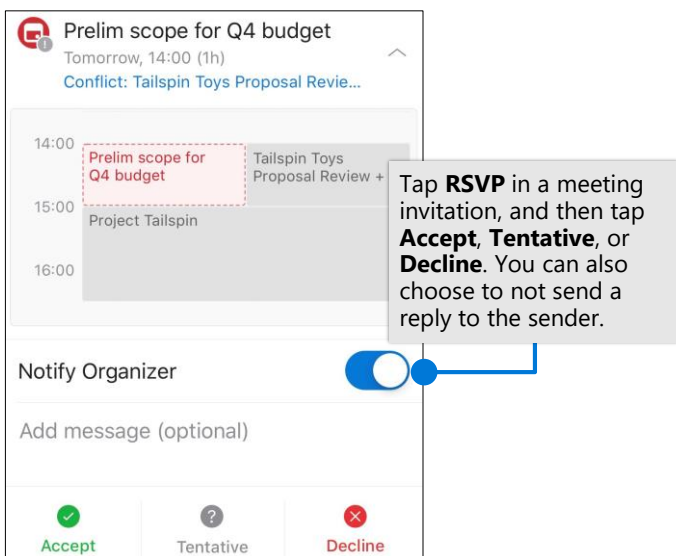 Prelim scope for Q4 budget
Tomorrow, 14:00 (1h)
Conflict: Tailspin Toys Proposal Revie...
14:00
Prelim scope for
Q4 budget
Tailspin Toys
Proposal Review +
15:00
Project Tailspin
16:00
Tap RSVP in a meeting
invitation, and then tap
Accept, Tentative, or
Decline. You can also
choose to not send a
reply to the sender.
Notify Organizer
Add message (optional)
Accept
Tentative
Decline